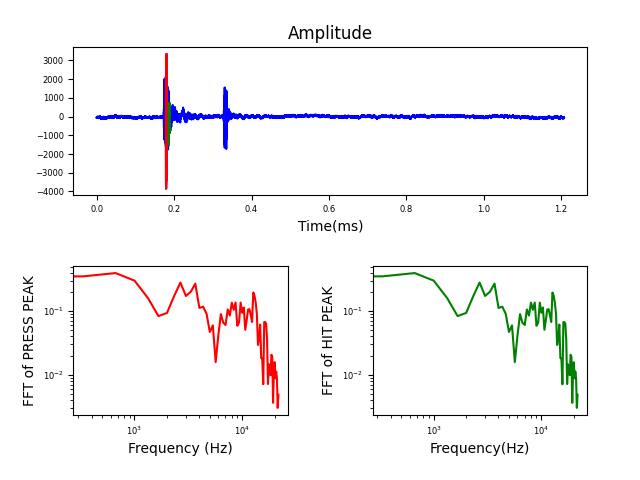 Amplitude
3000
2000
1000
0
−1000
−2000
−3000
−4000
0.0 0.2 0.4 0.6 0.8 1.0 1.2
Time(ms)
FFT of PRESS PEAK
10⁻¹
10⁻²
10³ 10⁴
Frequency (Hz)
FFT of HIT PEAK
10⁻¹
10⁻²
10³ 10⁴
Frequency(Hz)